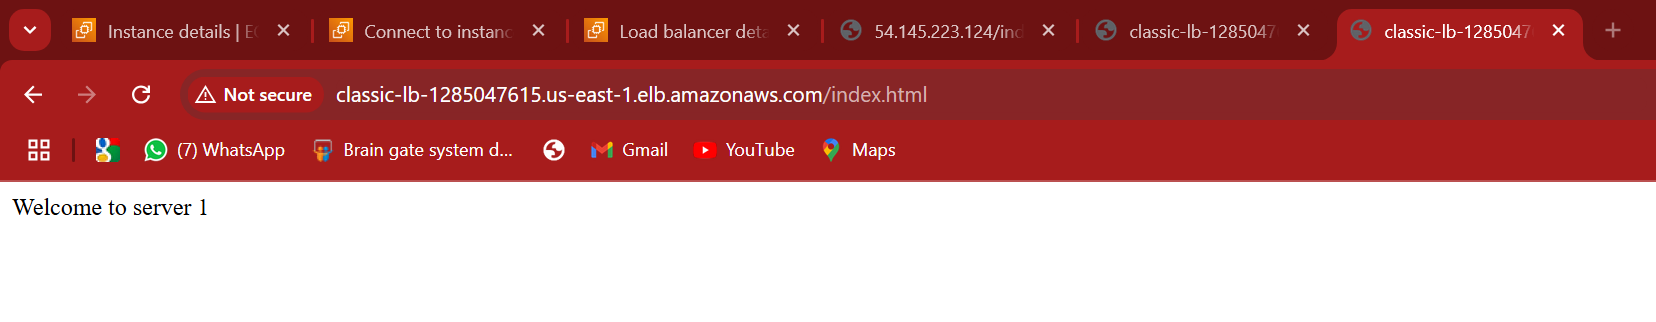 Instance details | EC
Connect to instanc
Load balancer deta
54.145.223.124/ind
classic-lb-1285047
classic-lb-1285047
Not secure classic-lb-1285047615.us-east-1.elb.amazonaws.com/index.html
(7) WhatsApp
Brain gate system d...
Gmail
YouTube
Maps
Welcome to server 1